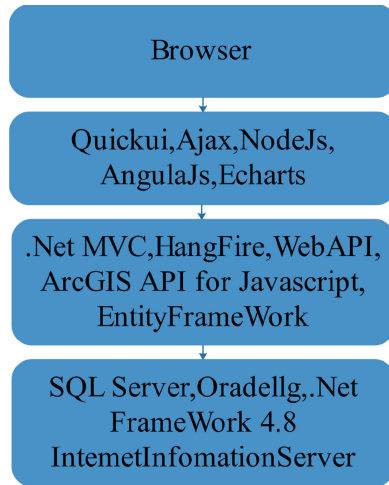 Browser
Quickui,Ajax,NodeJs,
AngulaJs,Echarts
.Net MVC,HangFire,WebAPI,
ArcGIS API for Javascript,
EntityFrameWork
SQL Server,Oradellg,.Net
FrameWork 4.8
IntemetInfomationServer